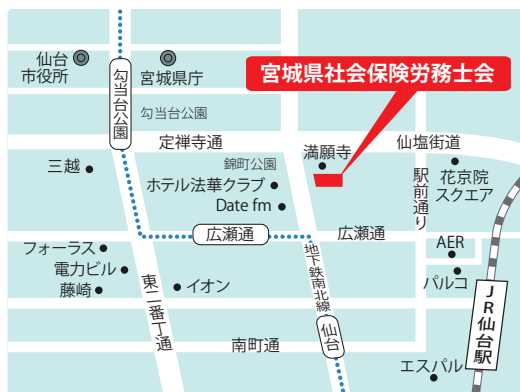 仙台
市役所
宮城県庁
宮城県社会保険労務士会
勾当台公園
勾当台公園
定禅寺通
仙塩街道
満願寺
錦町公園
三越
ホテル法華クラブ
Date fm
駅前通り
花京院
スクエア
広瀬通
広瀬通
フォーラス
電力ビル
藤崎
東二番丁通
イオン
地下鉄南北線
AER
パルコ
仙台
南町通
JR仙台駅
エスパル